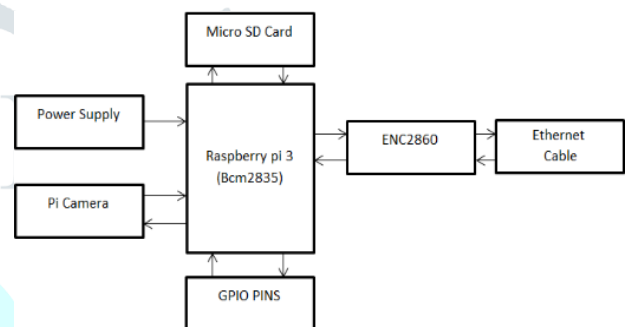 Micro SD Card
Power Supply
Raspberry pi 3
(Bcm2835)
ENC2860
Ethernet
Cable
Pi Camera
GPIO PINS